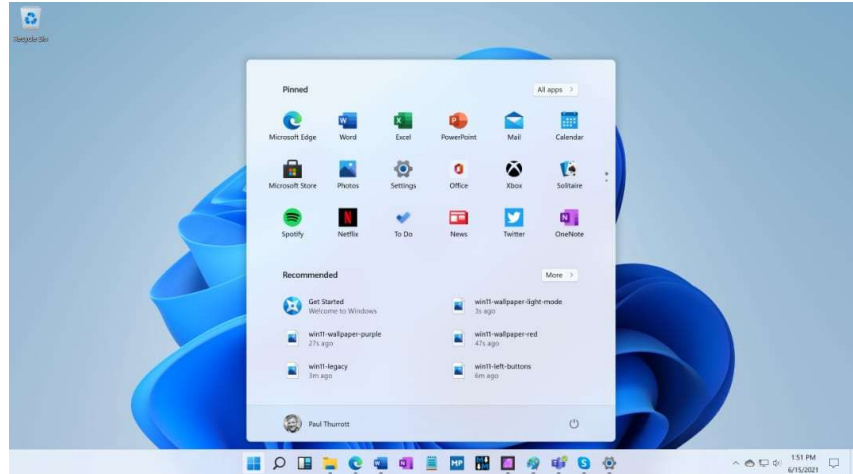 Recycle Bin
Pinned
All apps >
Microsoft Edge Word Excel PowerPoint Mail Calendar
Microsoft Store Photos Settings Office Xbox Solitaire
Spotify Netflix To Do News Twitter OneNote
Recommended
More >
Get Started
Welcome to Windows
win11-wallpaper-light-mode
3s ago
win11-wallpaper-purple
27s ago
win11-wallpaper-red
47s ago
win11-legacy
3m ago
win11-left-buttons
6m ago
Paul Thurrott
MP
1:51 PM
6/15/2021